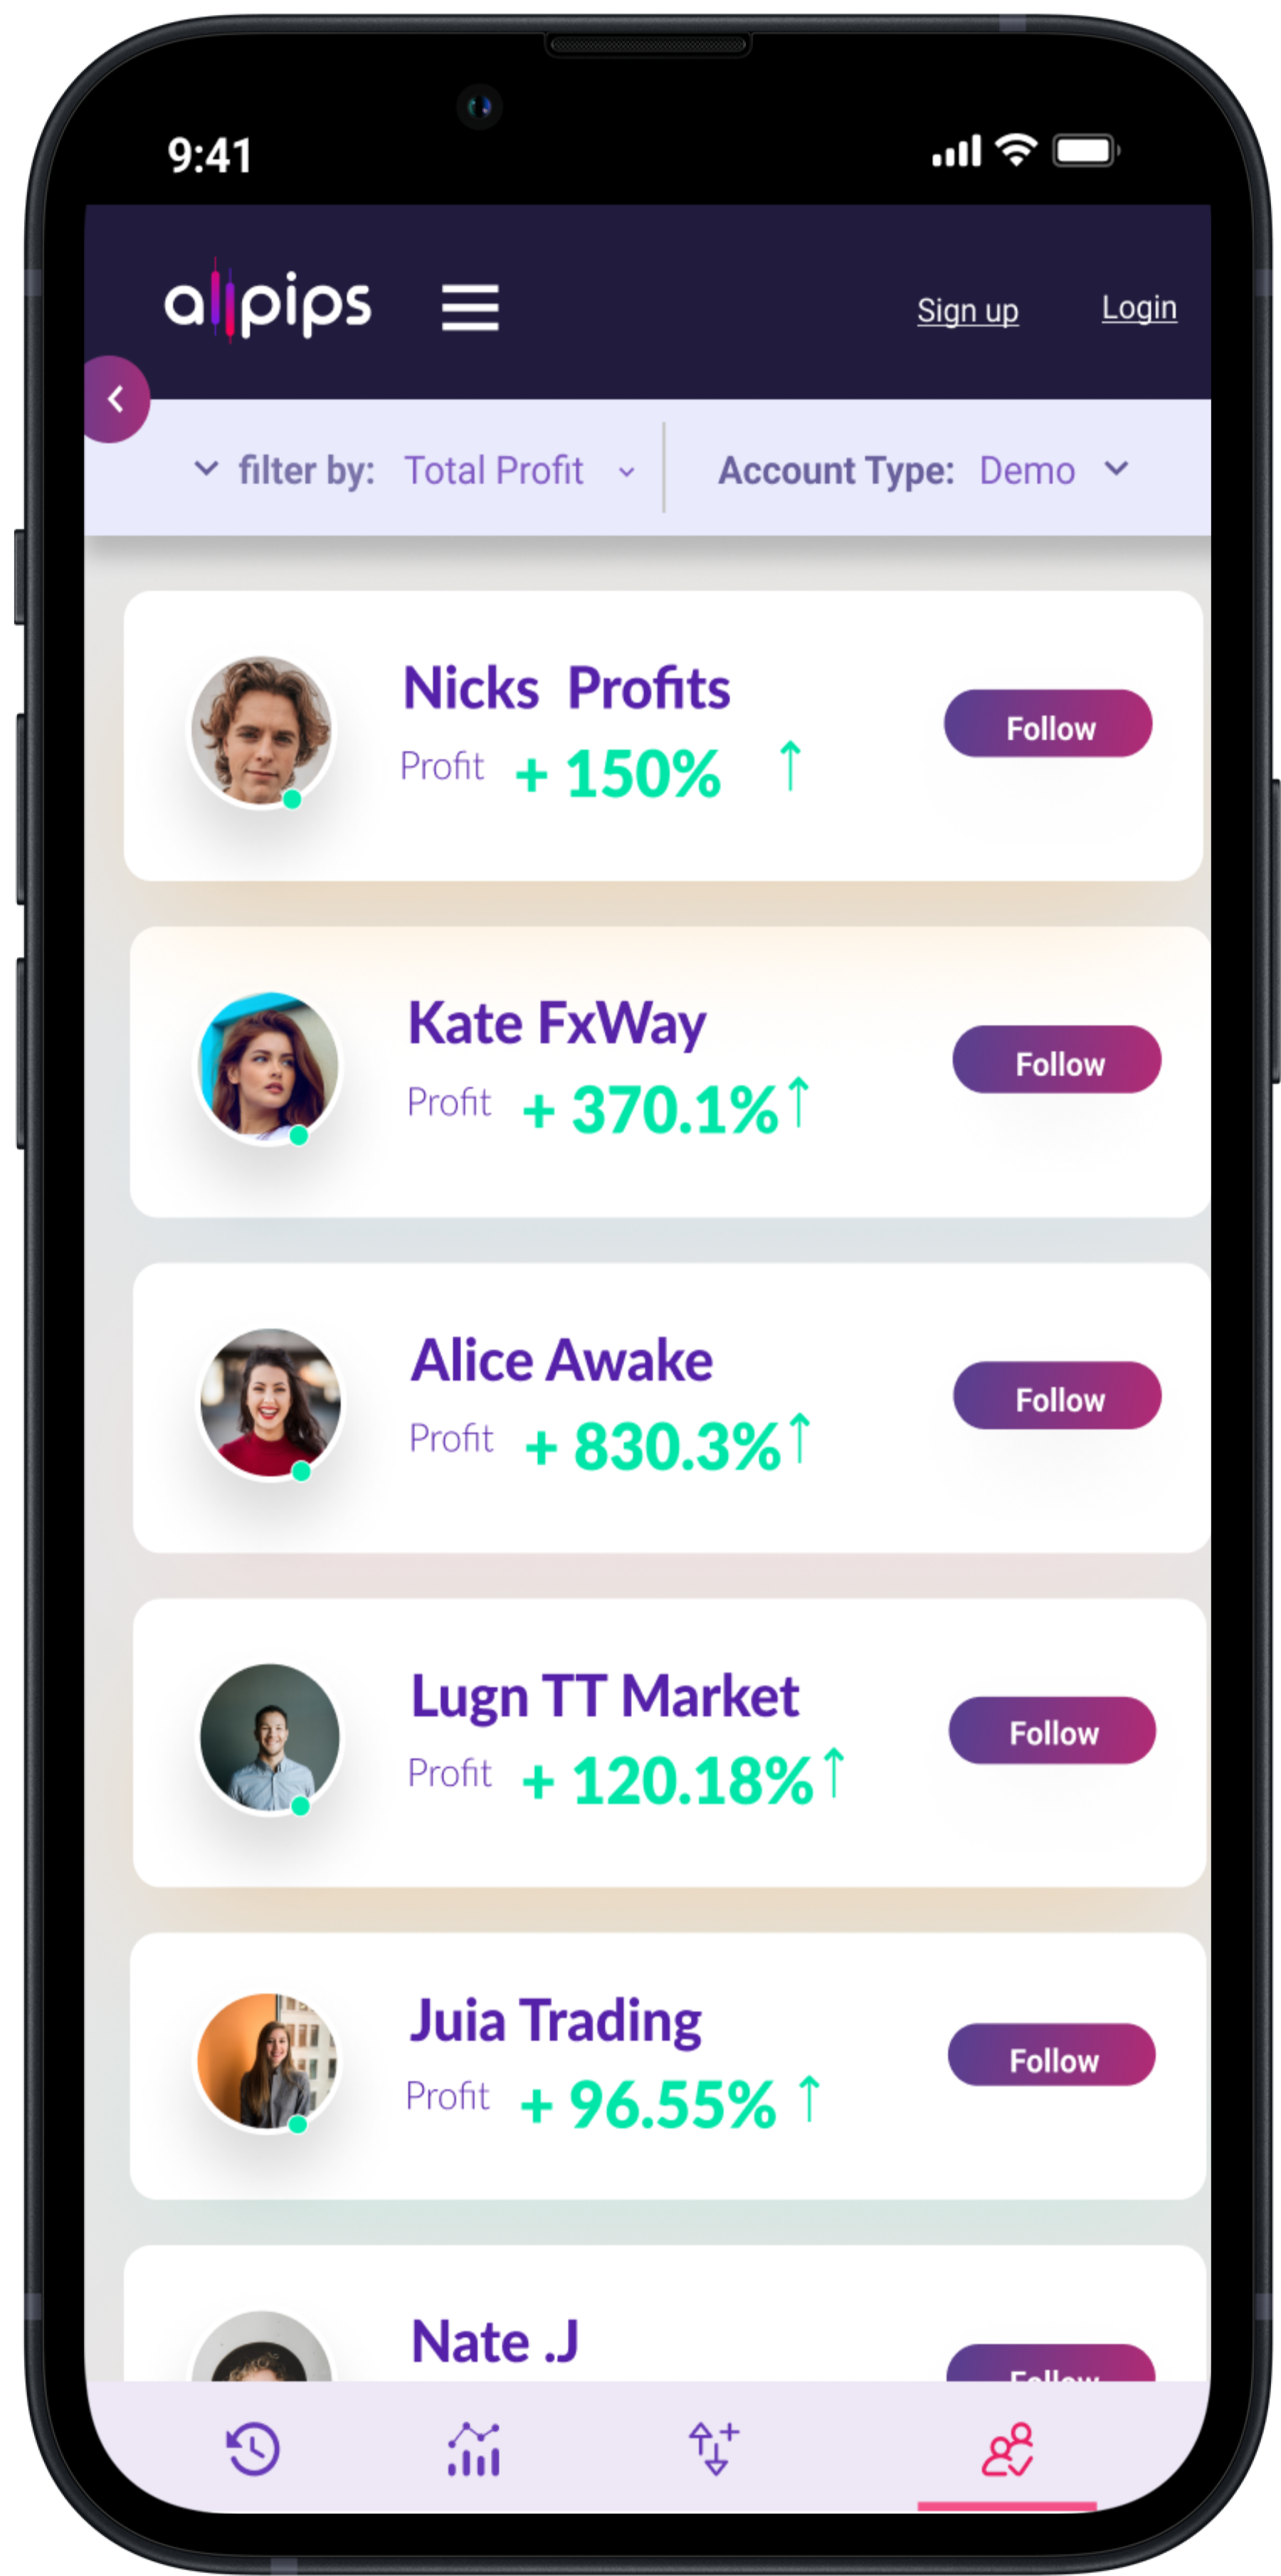 9:41
allpips
Sign up Login
filter by: Total Profit Account Type: Demo
Nicks Profits
Profit + 150% ↑
Follow
Kate FxWay
Profit + 370.1% ↑
Follow
Alice Awake
Profit + 830.3% ↑
Follow
Lugn TT Market
Profit + 120.18% ↑
Follow
Juia Trading
Profit + 96.55% ↑
Follow
Nate .J
Follow